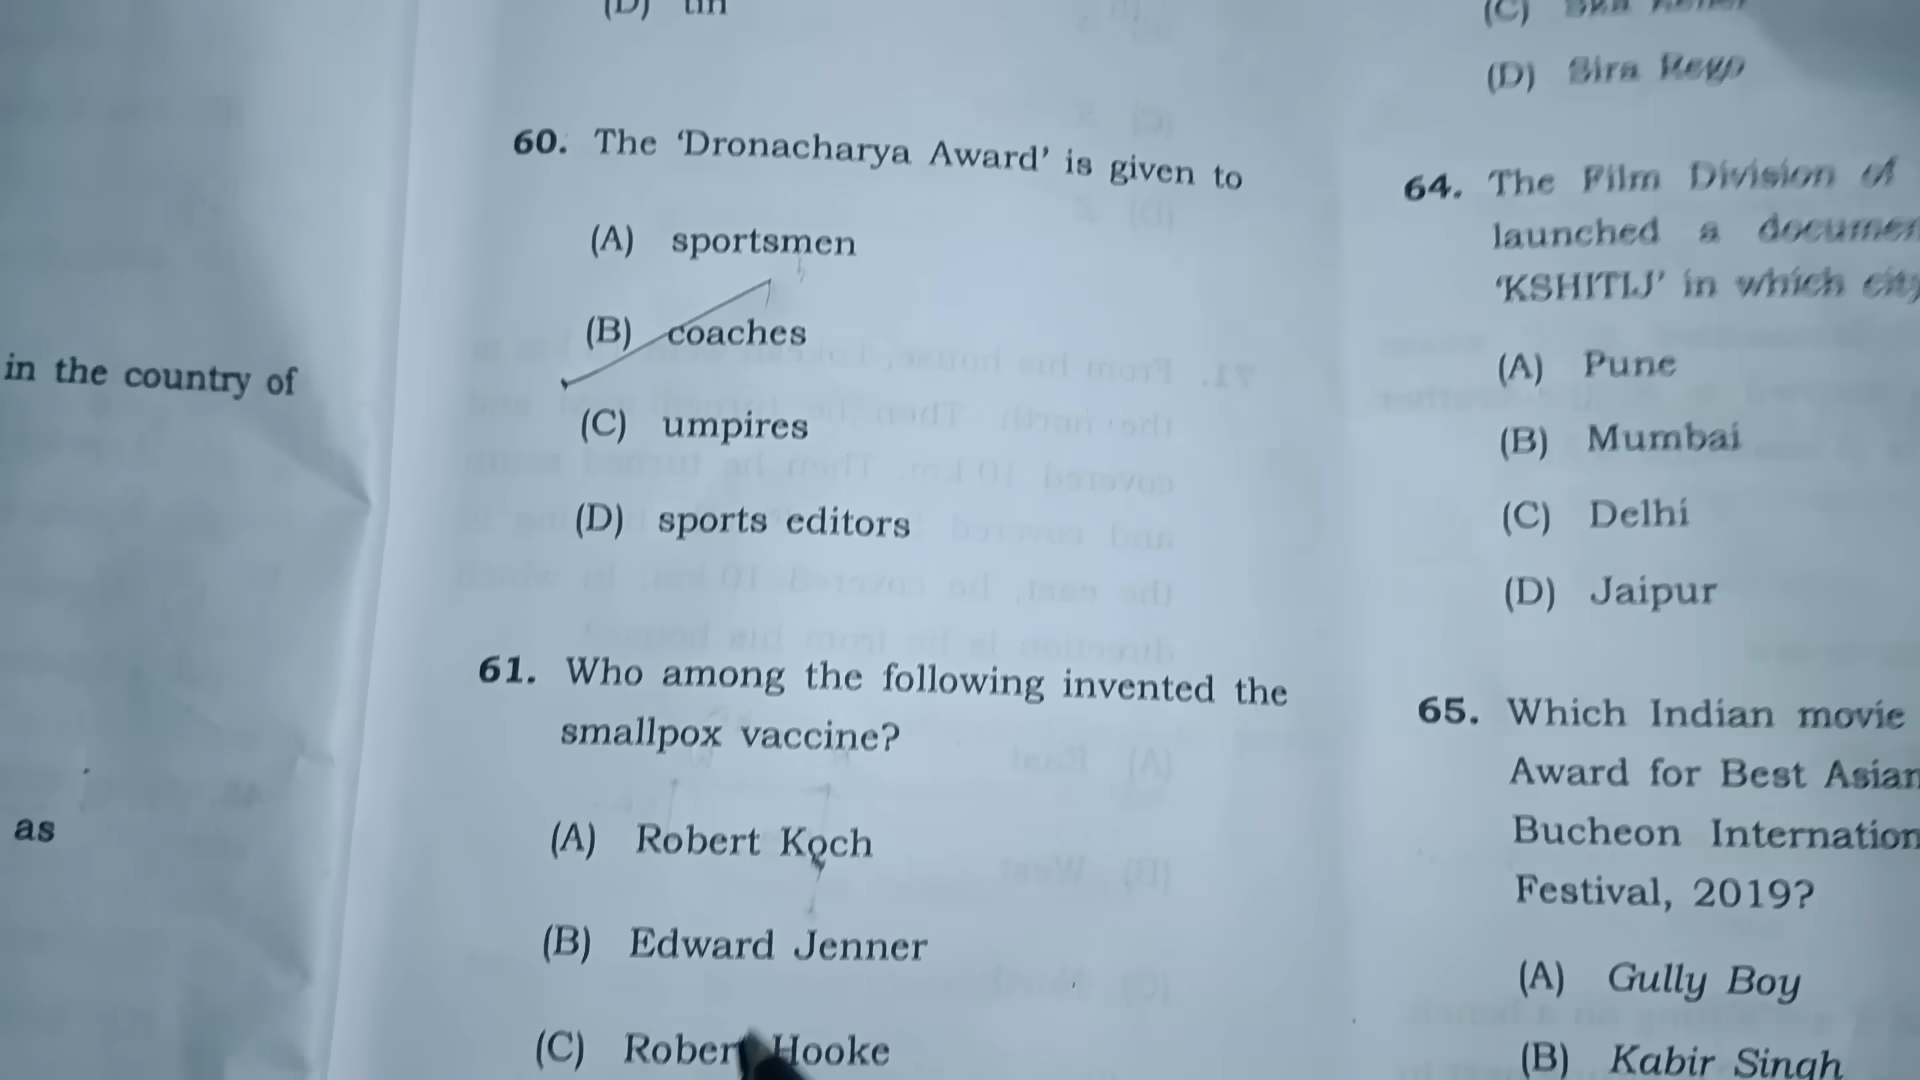 in the country of
as
(D) tin
60. The ‘Dronacharya Award’ is given to
(A) sportsmen
(B) coaches
(C) umpires
(D) sports editors
61. Who among the following invented the
smallpox vaccine?
(A) Robert Koch
(B) Edward Jenner
(C) Robert Hooke
(C)
(D)
64. The Film Division of
launched a
‘KSHITIJ’ in which city
(A) Pune
(B) Mumbai
(C) Delhi
(D) Jaipur
65. Which Indian movie
Award for Best Asian
Bucheon Internation
Festival, 2019?
(A) Gully Boy
(B) Kabir Singh